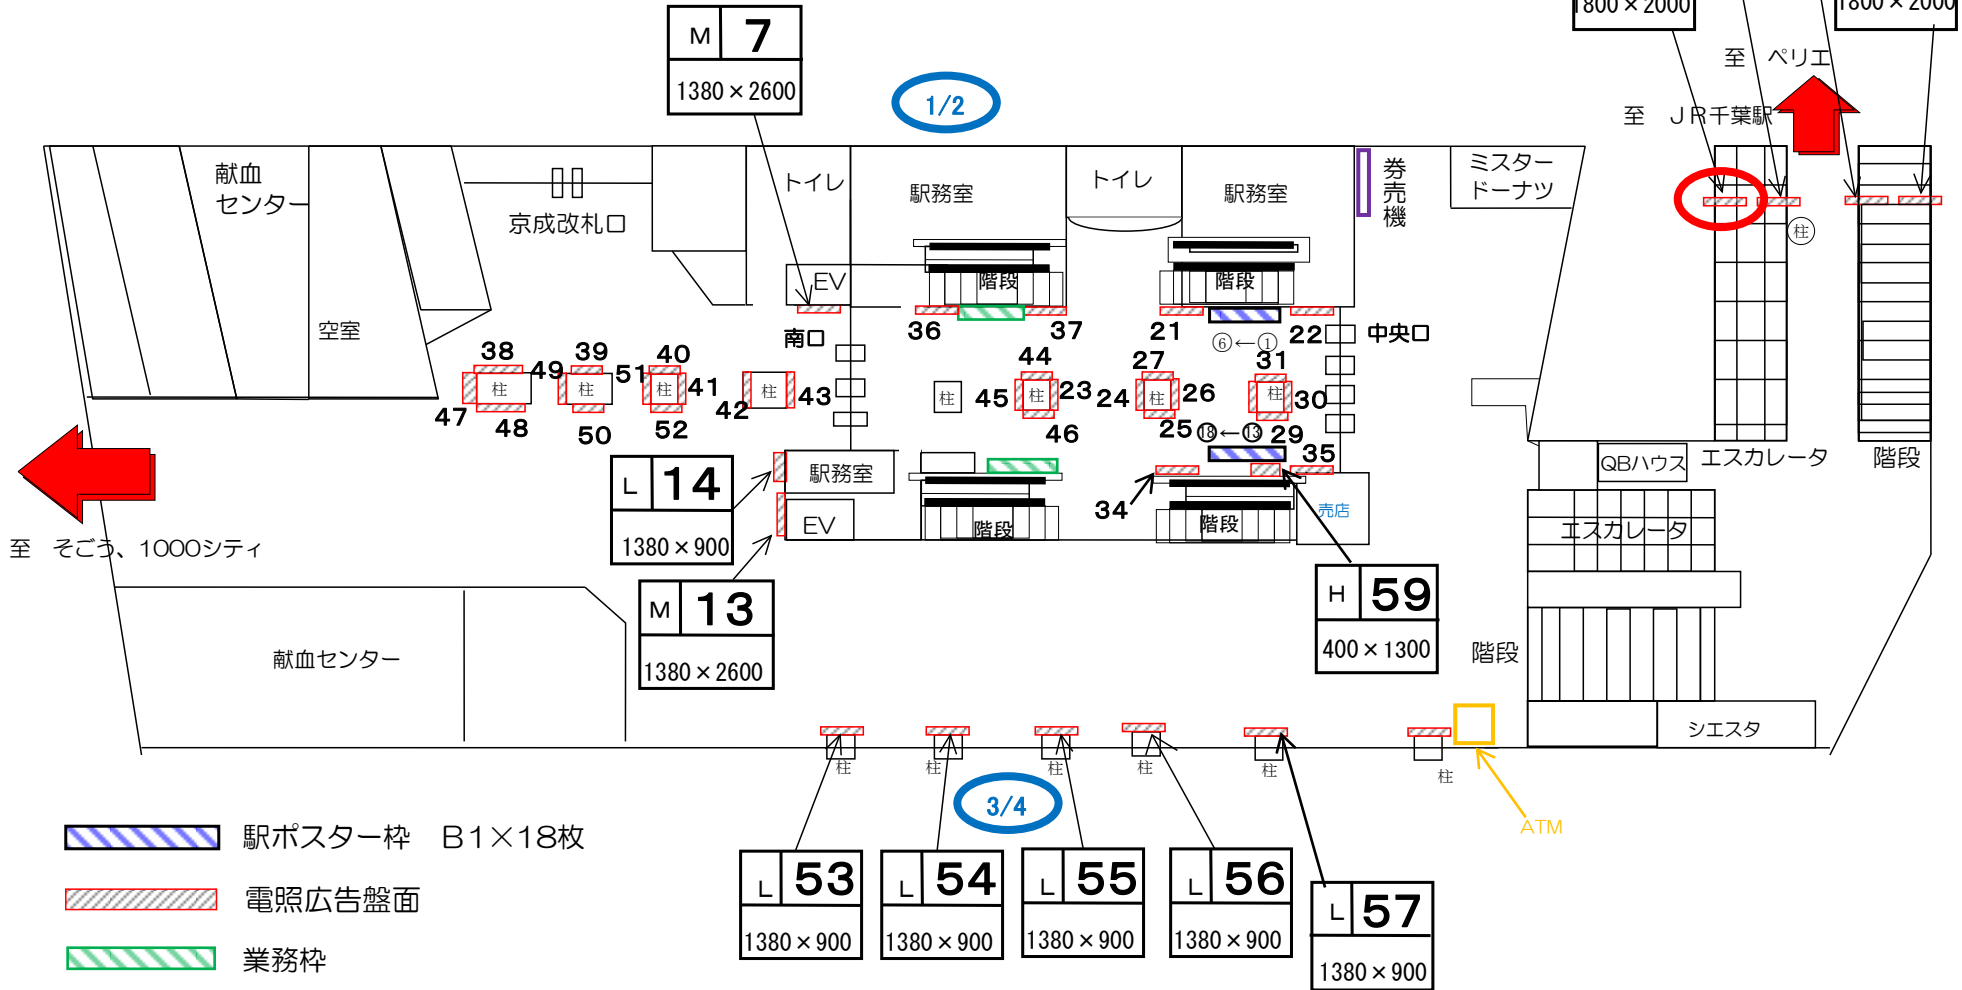 1800×2000
1800×2000
M 7
1380×2600
1/2
至 ペリエ
至 JR千葉駅
献血
センター
京成改札口
トイレ
駅務室
トイレ
駅務室
券売機
ミスター
ドーナツ
柱
EV
階段
階段
空室
南口
36
37
21
22
中央口
⑥←①
38
49
39
51
40
44
27
31
柱
柱
柱
41
柱
43
柱
45
柱
23
24
柱
26
柱
30
47
48
50
52
42
46
25
⑱←⑬
29
35
L 14
1380×900
駅務室
EV
階段
34
階段
売店
QBハウス
エスカレータ
階段
エスカレータ
至 そごう、1000シティ
M 13
1380×2600
H 59
400×1300
献血センター
階段
シエスタ
柱
柱
柱
柱
柱
柱
3/4
ATM
駅ポスター枠 B1×18枚
電照広告盤面
業務枠
L 53
1380×900
L 54
1380×900
L 55
1380×900
L 56
1380×900
L 57
1380×900